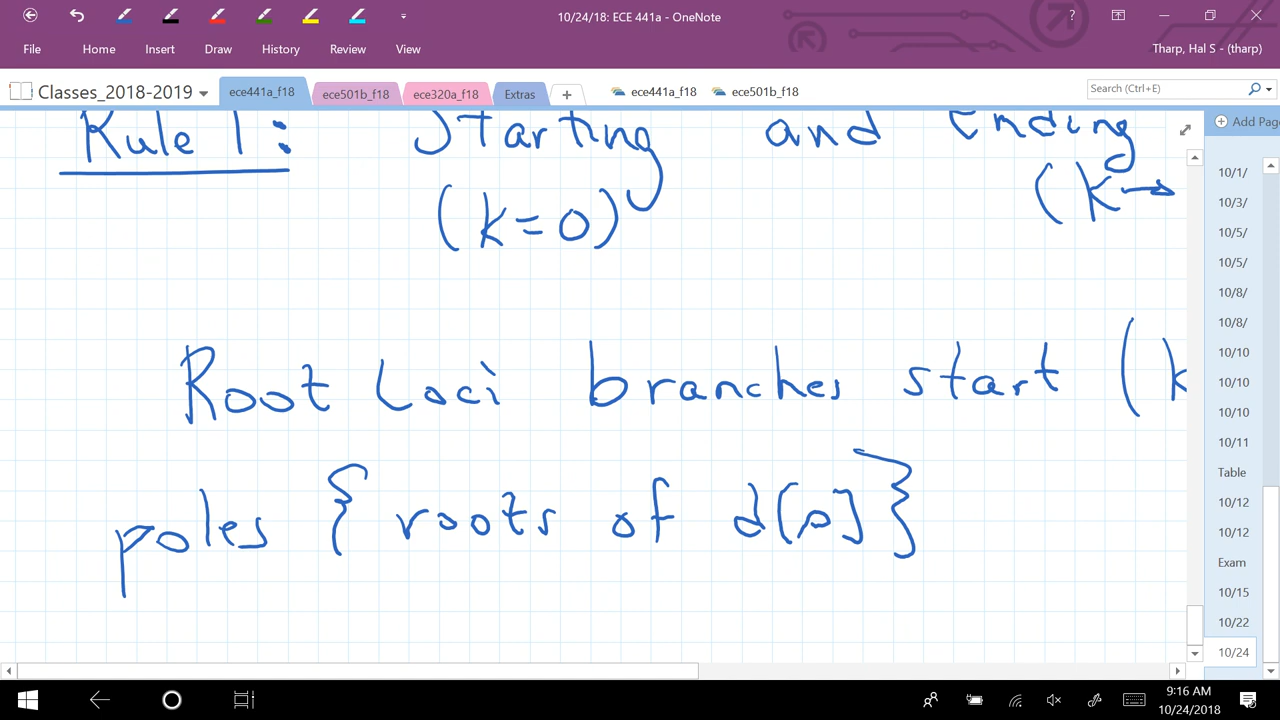 10/24/18: ECE 441a - OneNote
?
File Home Insert Draw History Review View
Tharp, Hal S - (tharp)
Classes_2018-2019 ece441a_f18 ece501b_f18 ece320a_f18 Extras + ece441a_f18 ece501b_f18
Search (Ctrl+E)
Add Page
Rule 1: Starting and Ending
(K=0) (K→
Root Loci branches start (K
poles { roots of d(s) }
10/1/
10/3/
10/5/
10/5/
10/8/
10/8/
10/10
10/10
10/10
10/11
Table
10/12
10/12
Exam
10/15
10/22
10/24
9:16 AM
10/24/2018